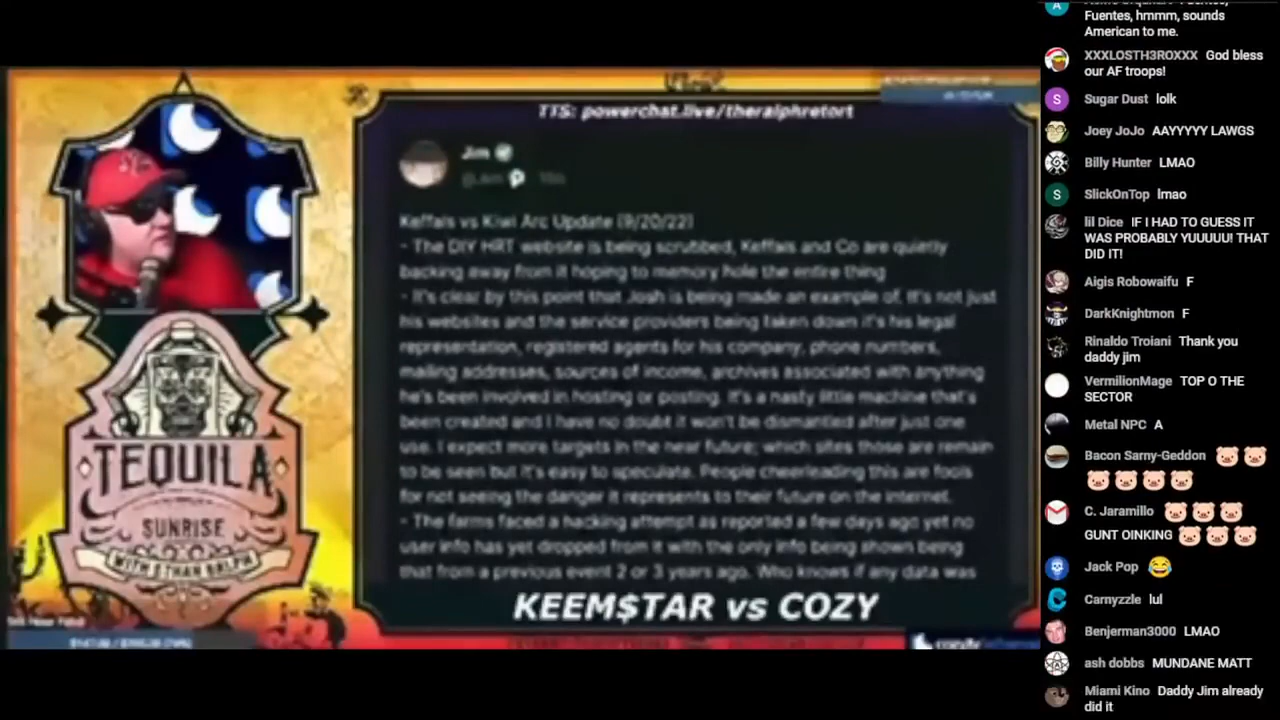 TTS: powerchat.live/theralphretort
Jim
Keffals vs Kiwi Arc Update (9/20/22)
- The DIY HRT website is being scrubbed, Keffals and Co are quietly
backing away from it hoping to memory hole the entire thing
- It's clear by this point that Josh is being made an example of, It's not just
his websites and the service providers being taken down it's his legal
representation, registered agents for his company, phone numbers,
mailing addresses, sources of income, archives associated with anything
he's been involved in hosting or posting. It's a nasty little machine that's
been created and I have no doubt it won't be dismantled after just one
use. I expect more targets in the near future; which sites those are remain
to be seen but it's easy to speculate. People cheerleading this are fools
for not seeing the danger it represents to their future on the internet.
- The farms faced a hacking attempt as reported a few days ago yet no
user info has yet dropped from it with the only info being shown being
that from a previous event 2 or 3 years ago. Who knows if any data was
TEQUILA
SUNRISE
WITH ETHAN RALPH
KEEM$TAR vs COZY
Fuentes, hmmm, sounds
American to me.
XXXLOSTH3ROXXX God bless
our AF troops!
Sugar Dust lolk
Joey JoJo AAYYYYY LAWGS
Billy Hunter LMAO
SlickOnTop lmao
lil Dice IF I HAD TO GUESS IT
WAS PROBABLY YUUUUU! THAT
DID IT!
Aigis Robowaifu F
DarkKnightmon F
Rinaldo Troiani Thank you
daddy jim
VermilionMage TOP O THE
SECTOR
Metal NPC A
Bacon Sarny-Geddon
C. Jaramillo
GUNT OINKING
Jack Pop
Carnyzzle lul
Benjerman3000 LMAO
ash dobbs MUNDANE MATT
Miami Kino Daddy Jim already
did it